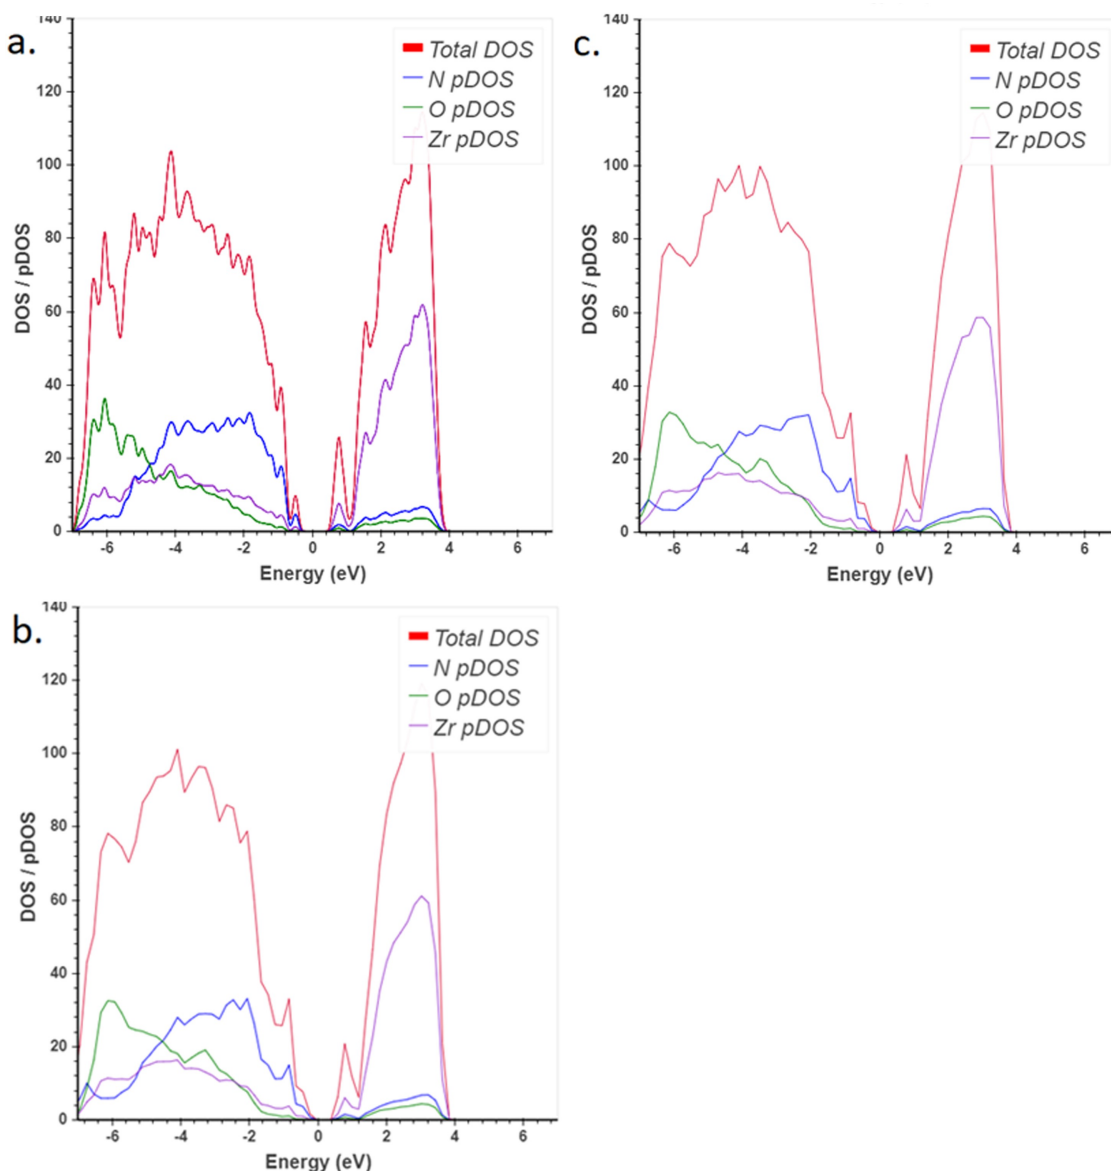 a.
140
120
100
80
60
40
20
0
DOS / pDOS
-6
-4
-2
0
2
4
6
Energy (eV)
Total DOS
N pDOS
O pDOS
Zr pDOS
c.
140
120
100
80
60
40
20
0
DOS / pDOS
-6
-4
-2
0
2
4
6
Energy (eV)
Total DOS
N pDOS
O pDOS
Zr pDOS
b.
140
120
100
80
60
40
20
0
DOS / pDOS
-6
-4
-2
0
2
4
6
Energy (eV)
Total DOS
N pDOS
O pDOS
Zr pDOS